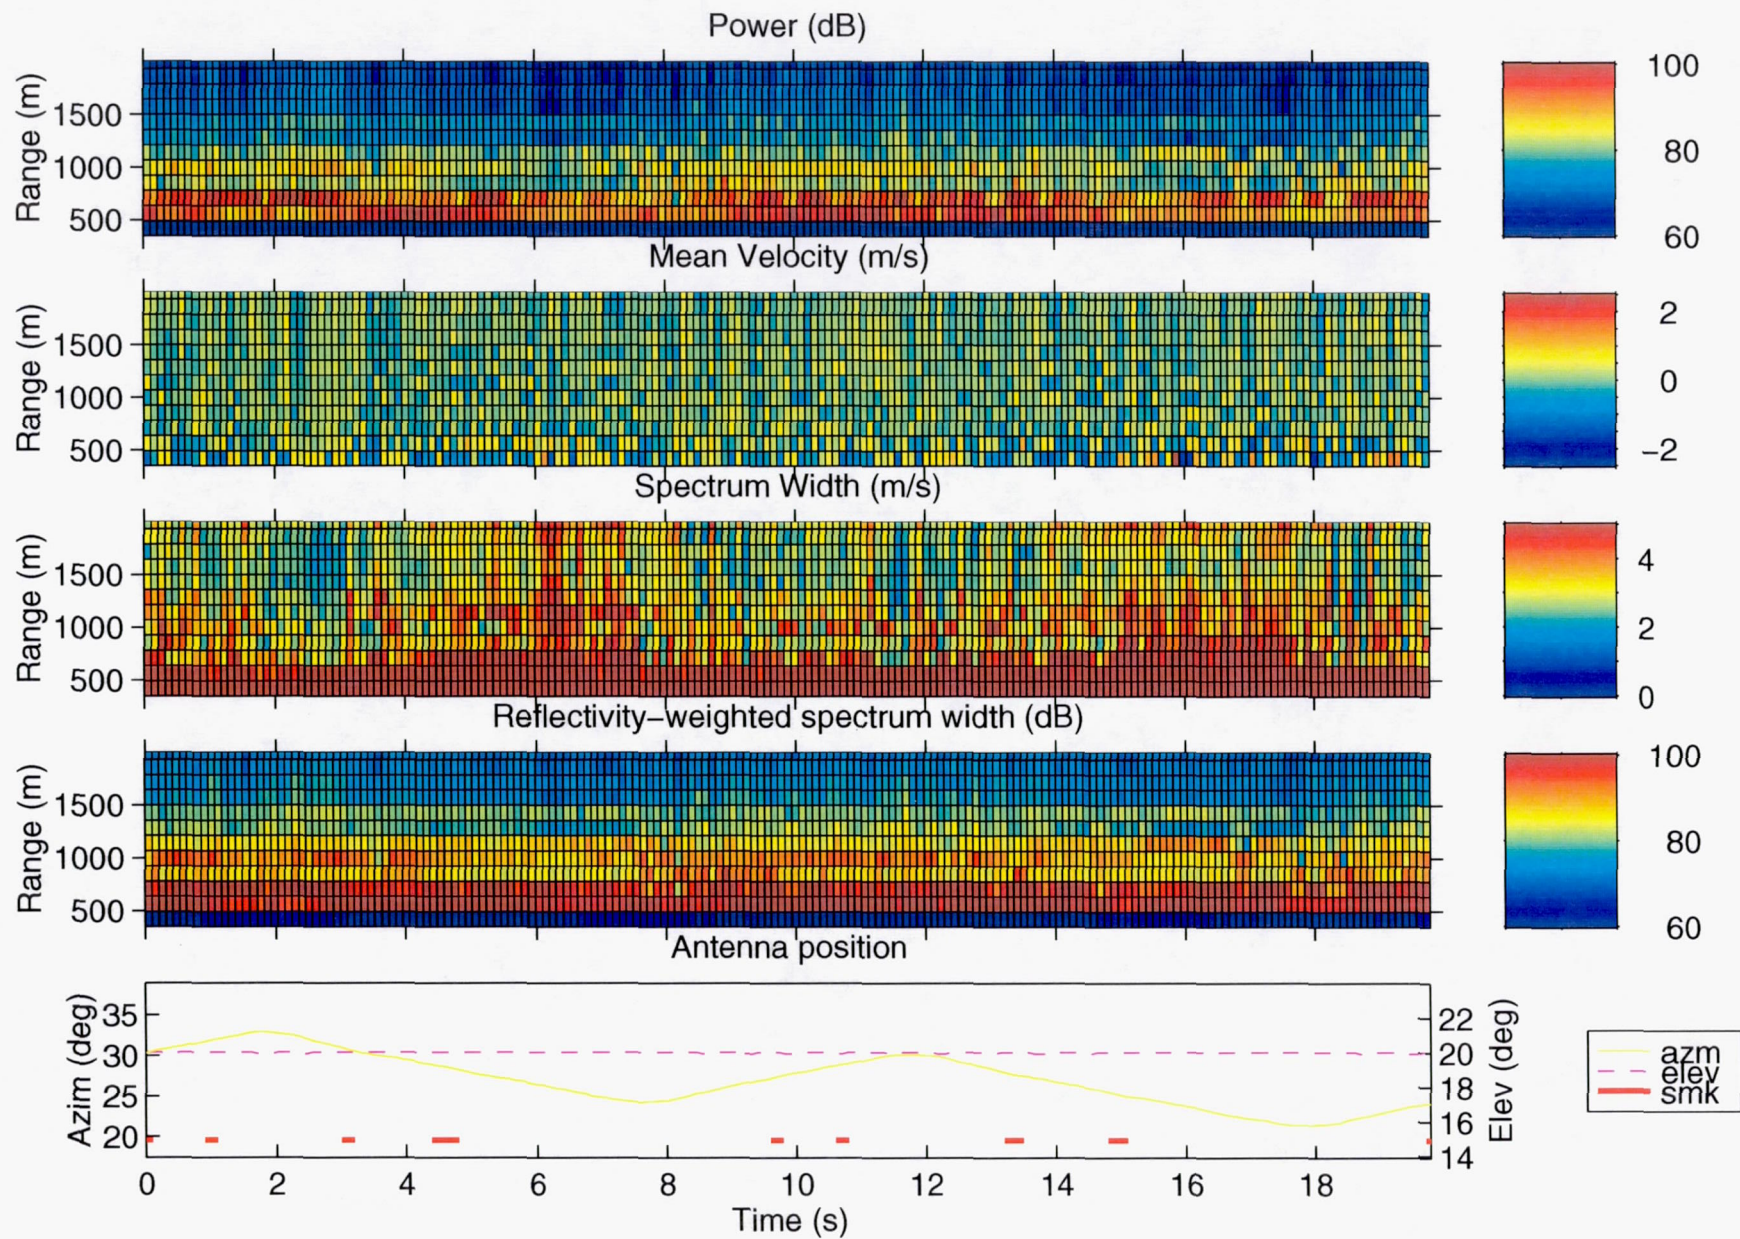 Power (dB)
Range (m)
1500
1000
500
100
80
60
Mean Velocity (m/s)
Range (m)
1500
1000
500
2
0
−2
Spectrum Width (m/s)
Range (m)
1500
1000
500
4
2
0
Reflectivity−weighted spectrum width (dB)
Range (m)
1500
1000
500
100
80
60
Antenna position
Azim (deg)
35
30
25
20
22
20
18
16
14
Elev (deg)
azm
elev
smk
0 2 4 6 8 10 12 14 16 18
Time (s)